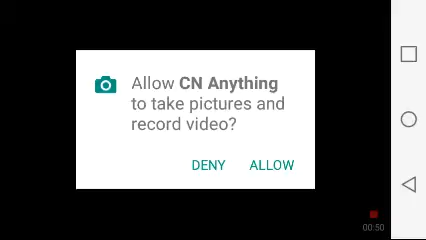 Allow CN Anything
to take pictures and
record video?
DENY ALLOW
00:50